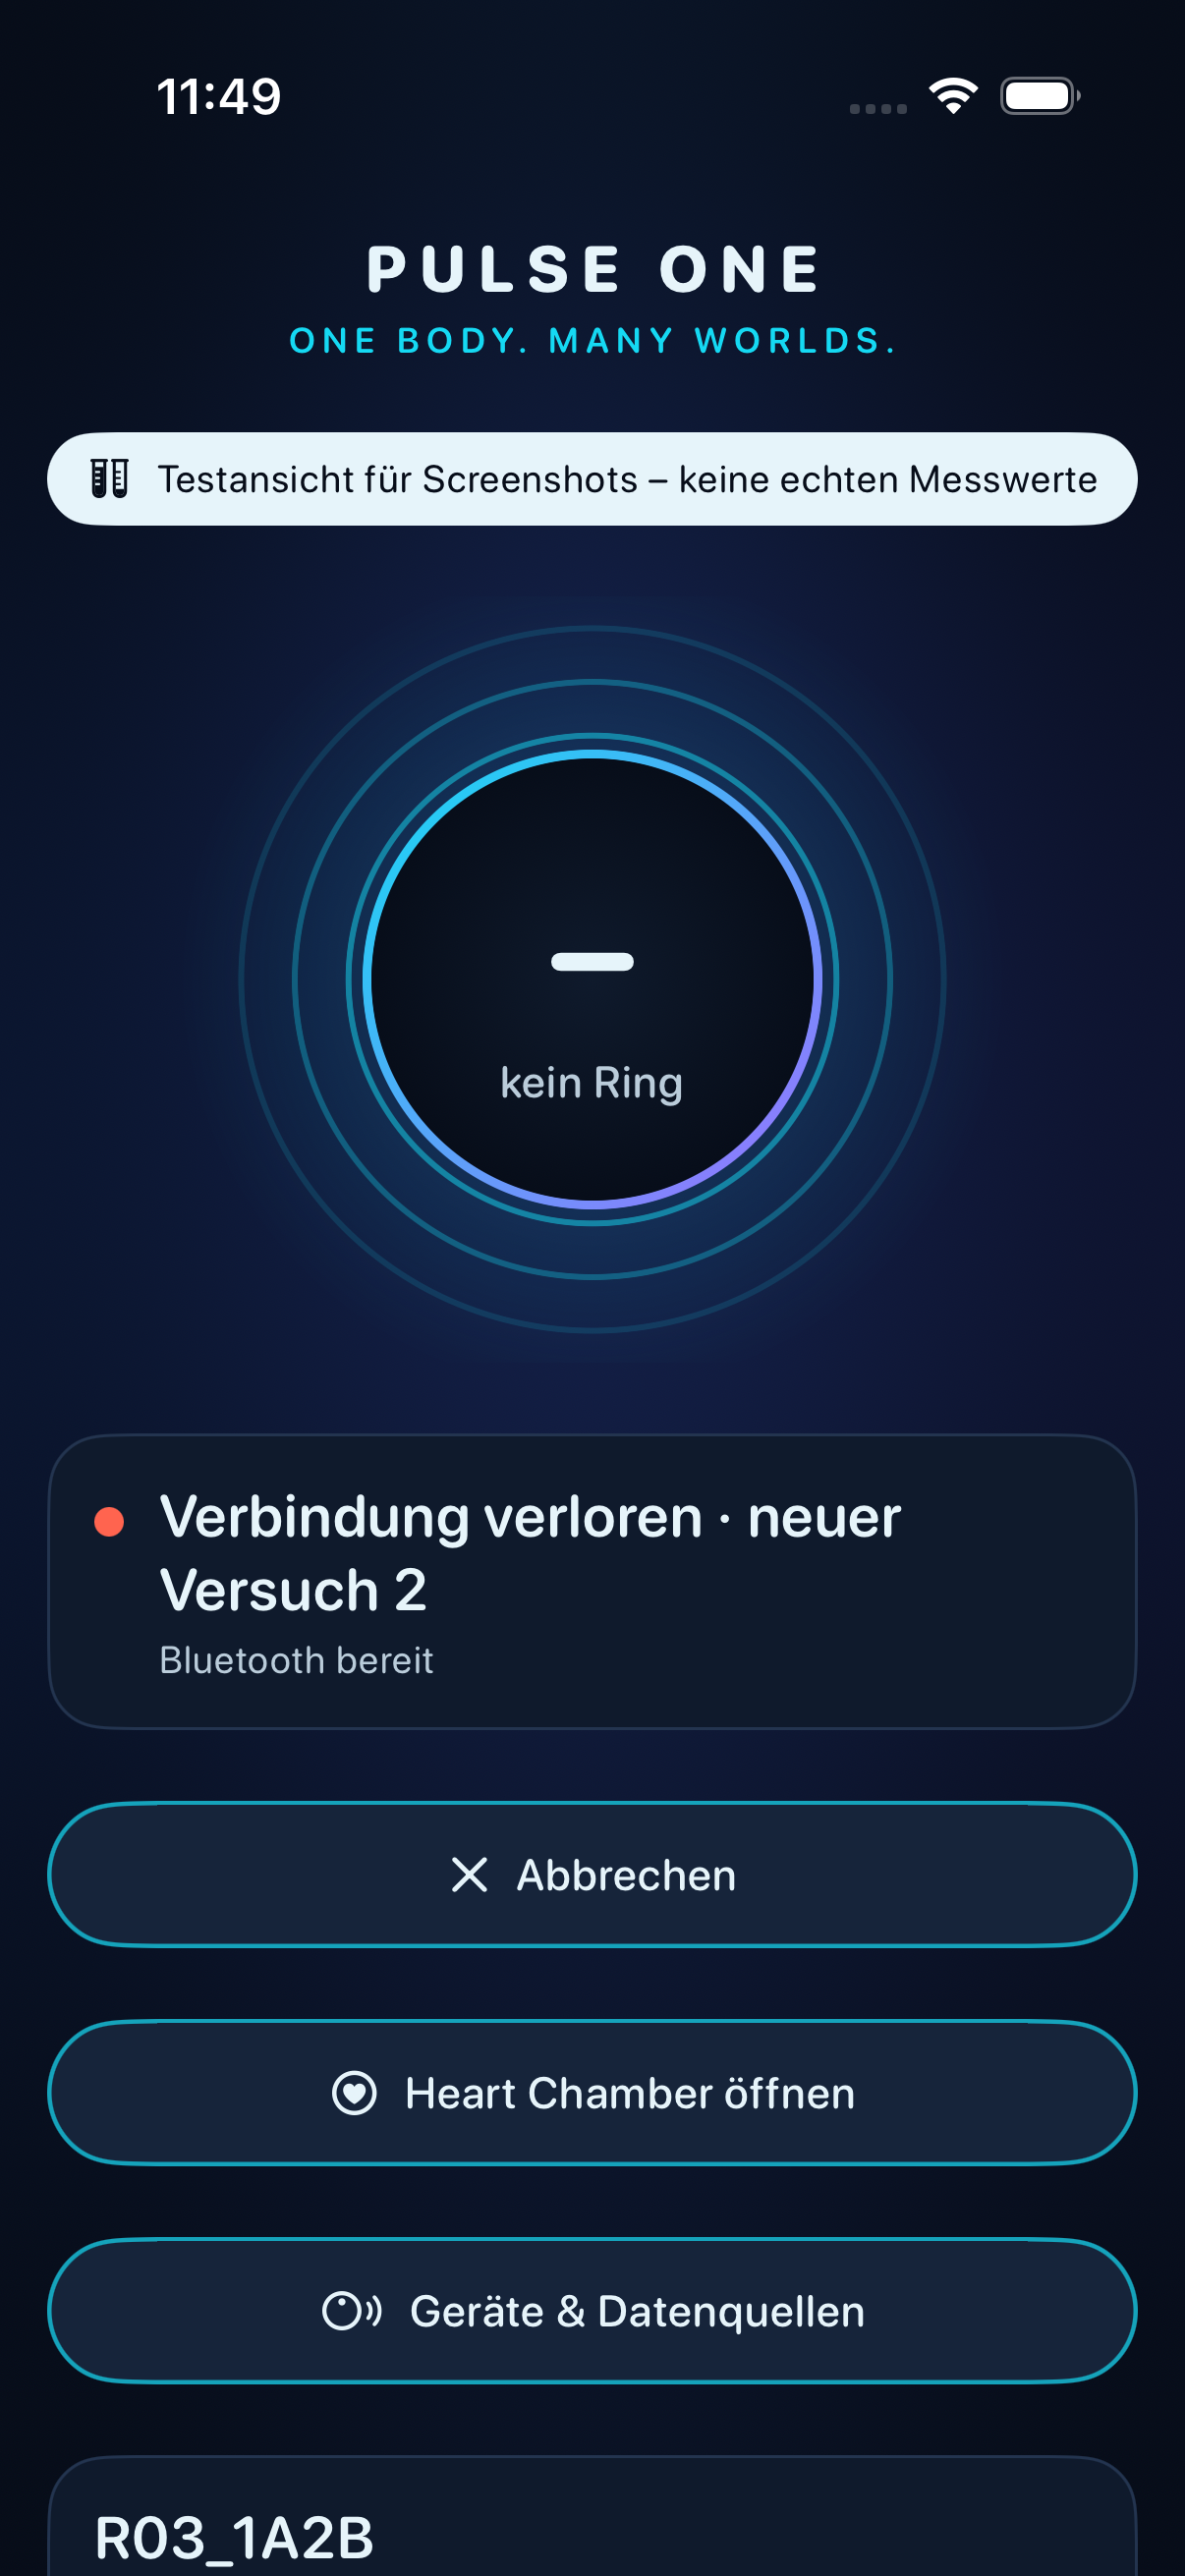 11:49
PULSE ONE
ONE BODY. MANY WORLDS.
Testansicht für Screenshots – keine echten Messwerte
–
kein Ring
Verbindung verloren · neuer
Versuch 2
Bluetooth bereit
Abbrechen
Heart Chamber öffnen
Geräte & Datenquellen
R03_1A2B